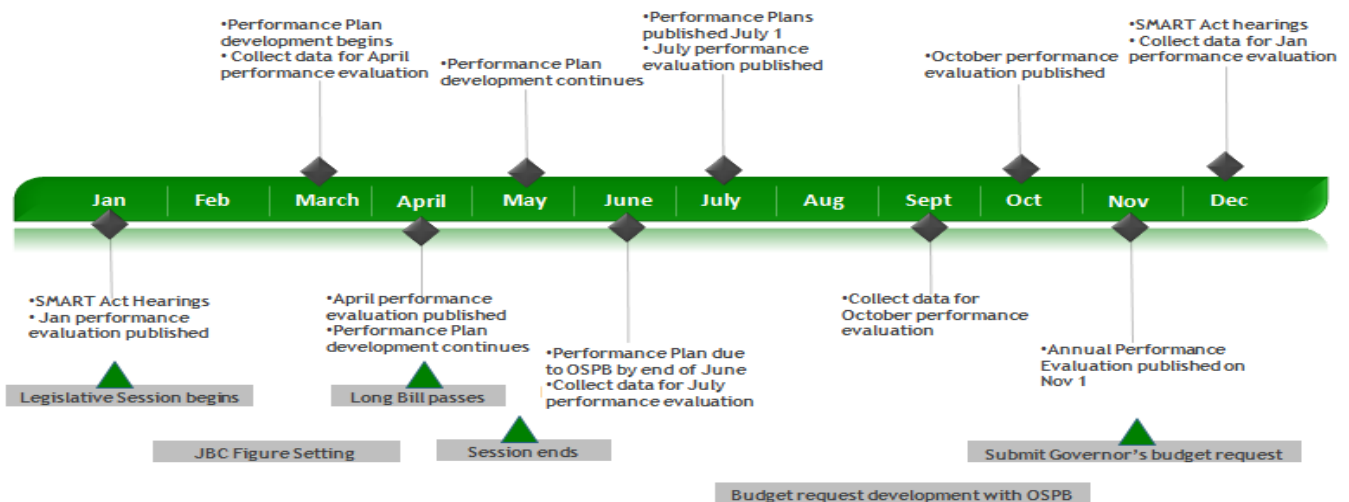 •Performance Plan
development begins
• Collect data for April
performance evaluation
•Performance Plan
development continues
•Performance Plans
published July 1
• July performance
evaluation published
•October performance
evaluation published
•SMART Act hearings
• Collect data for Jan
performance evaluation
Jan
Feb
March
April
May
June
July
Aug
Sept
Oct
Nov
Dec
•SMART Act Hearings
• Jan performance
evaluation published
•April performance
evaluation published
•Performance Plan
development continues
•Performance Plan due
to OSPB by end of June
•Collect data for July
performance evaluation
•Collect data for
October performance
evaluation
•Annual Performance
Evaluation published on
Nov 1
Legislative Session begins
Long Bill passes
JBC Figure Setting
Session ends
Submit Governor's budget request
Budget request development with OSPB